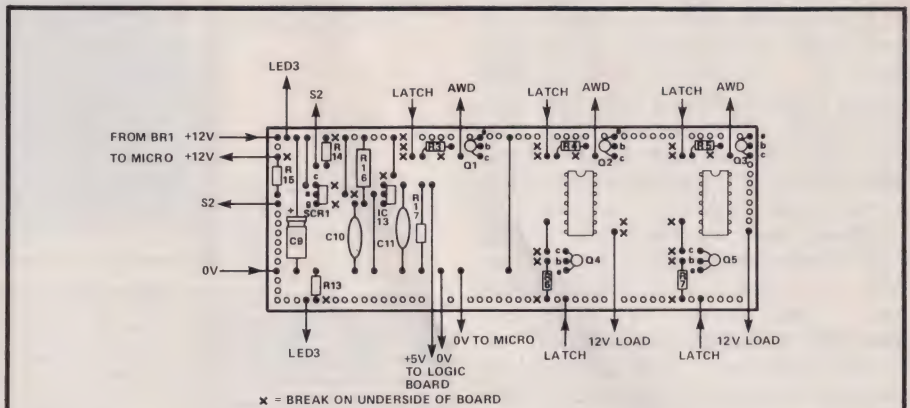 LED3
S2
LATCH
AWD
LATCH
AWD
LATCH
AWD
FROM BR1 +12V
TO MICRO +12V
S2
0V
R14
R15
R16
R3
e
b
c
Q1
R4
e
b
c
Q2
R5
e
b
c
Q3
c
a
g
SCR1
IC13
R17
C9
+
C10
C11
R13
c
b
e
Q4
R6
c
b
e
Q5
R7
LED3
+5V 0V
TO LOGIC
BOARD
0V TO MICRO
LATCH
12V LOAD
LATCH
12V LOAD
x = BREAK ON UNDERSIDE OF BOARD